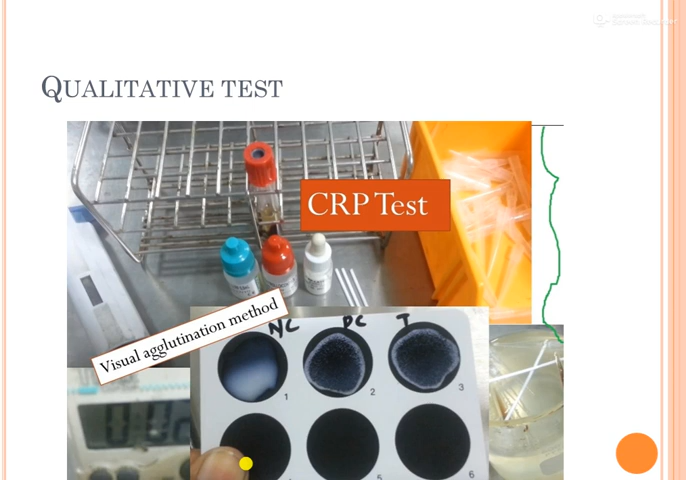 QUALITATIVE TEST
CRP Test
Visual agglutination method
NC PC T
1 2 3
6